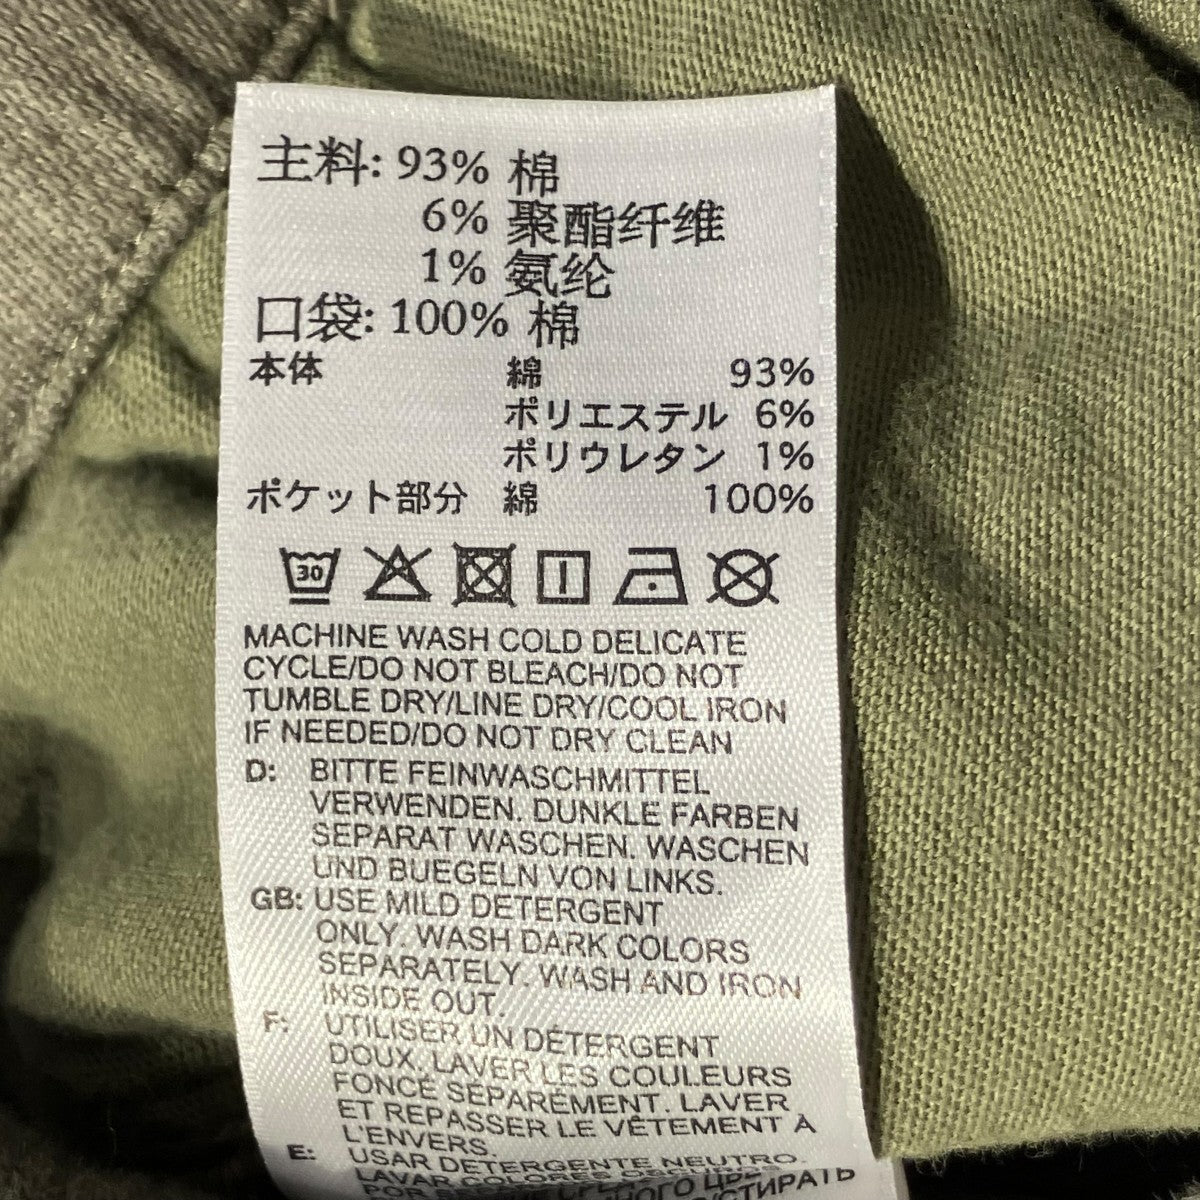 主料: 93% 棉
6% 聚酯纤维
1% 氨纶
口袋: 100% 棉
本体 綿 93%
ポリエステル 6%
ポリウレタン 1%
ポケット部分 綿 100%
30
MACHINE WASH COLD DELICATE
CYCLE/DO NOT BLEACH/DO NOT
TUMBLE DRY/LINE DRY/COOL IRON
IF NEEDED/DO NOT DRY CLEAN
D: BITTE FEINWASCHMITTEL
VERWENDEN. DUNKLE FARBEN
SEPARAT WASCHEN. WASCHEN
UND BUEGELN VON LINKS.
GB: USE MILD DETERGENT
ONLY. WASH DARK COLORS
SEPARATELY. WASH AND IRON
INSIDE OUT.
F: UTILISER UN DÉTERGENT
DOUX. LAVER LES COULEURS
FONCÉ SÉPARÉMENT. LAVER
ET REPASSER LE VÊTEMENT À
L'ENVERS.
E: USAR DETERGENTE NEUTRO.
LAVAR COLORES OSCUROS
POR
СТИРАТЬ